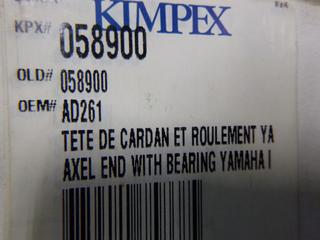 KIMPEX
KPX# 058900
OLD# 058900
OEM# AD261
TETE DE CARDAN ET ROULEMENT YA
AXEL END WITH BEARING YAMAHA I